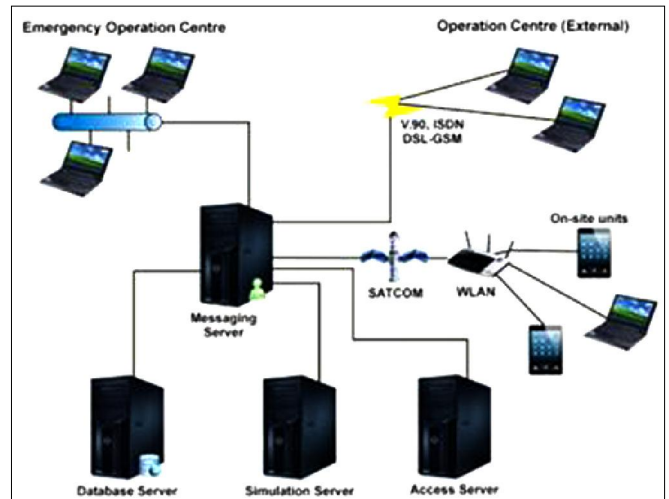 Emergency Operation Centre
Operation Centre (External)
V.90, ISDN
DSL-GSM
On-site units
SATCOM
WLAN
Messaging
Server
Database Server
Simulation Server
Access Server